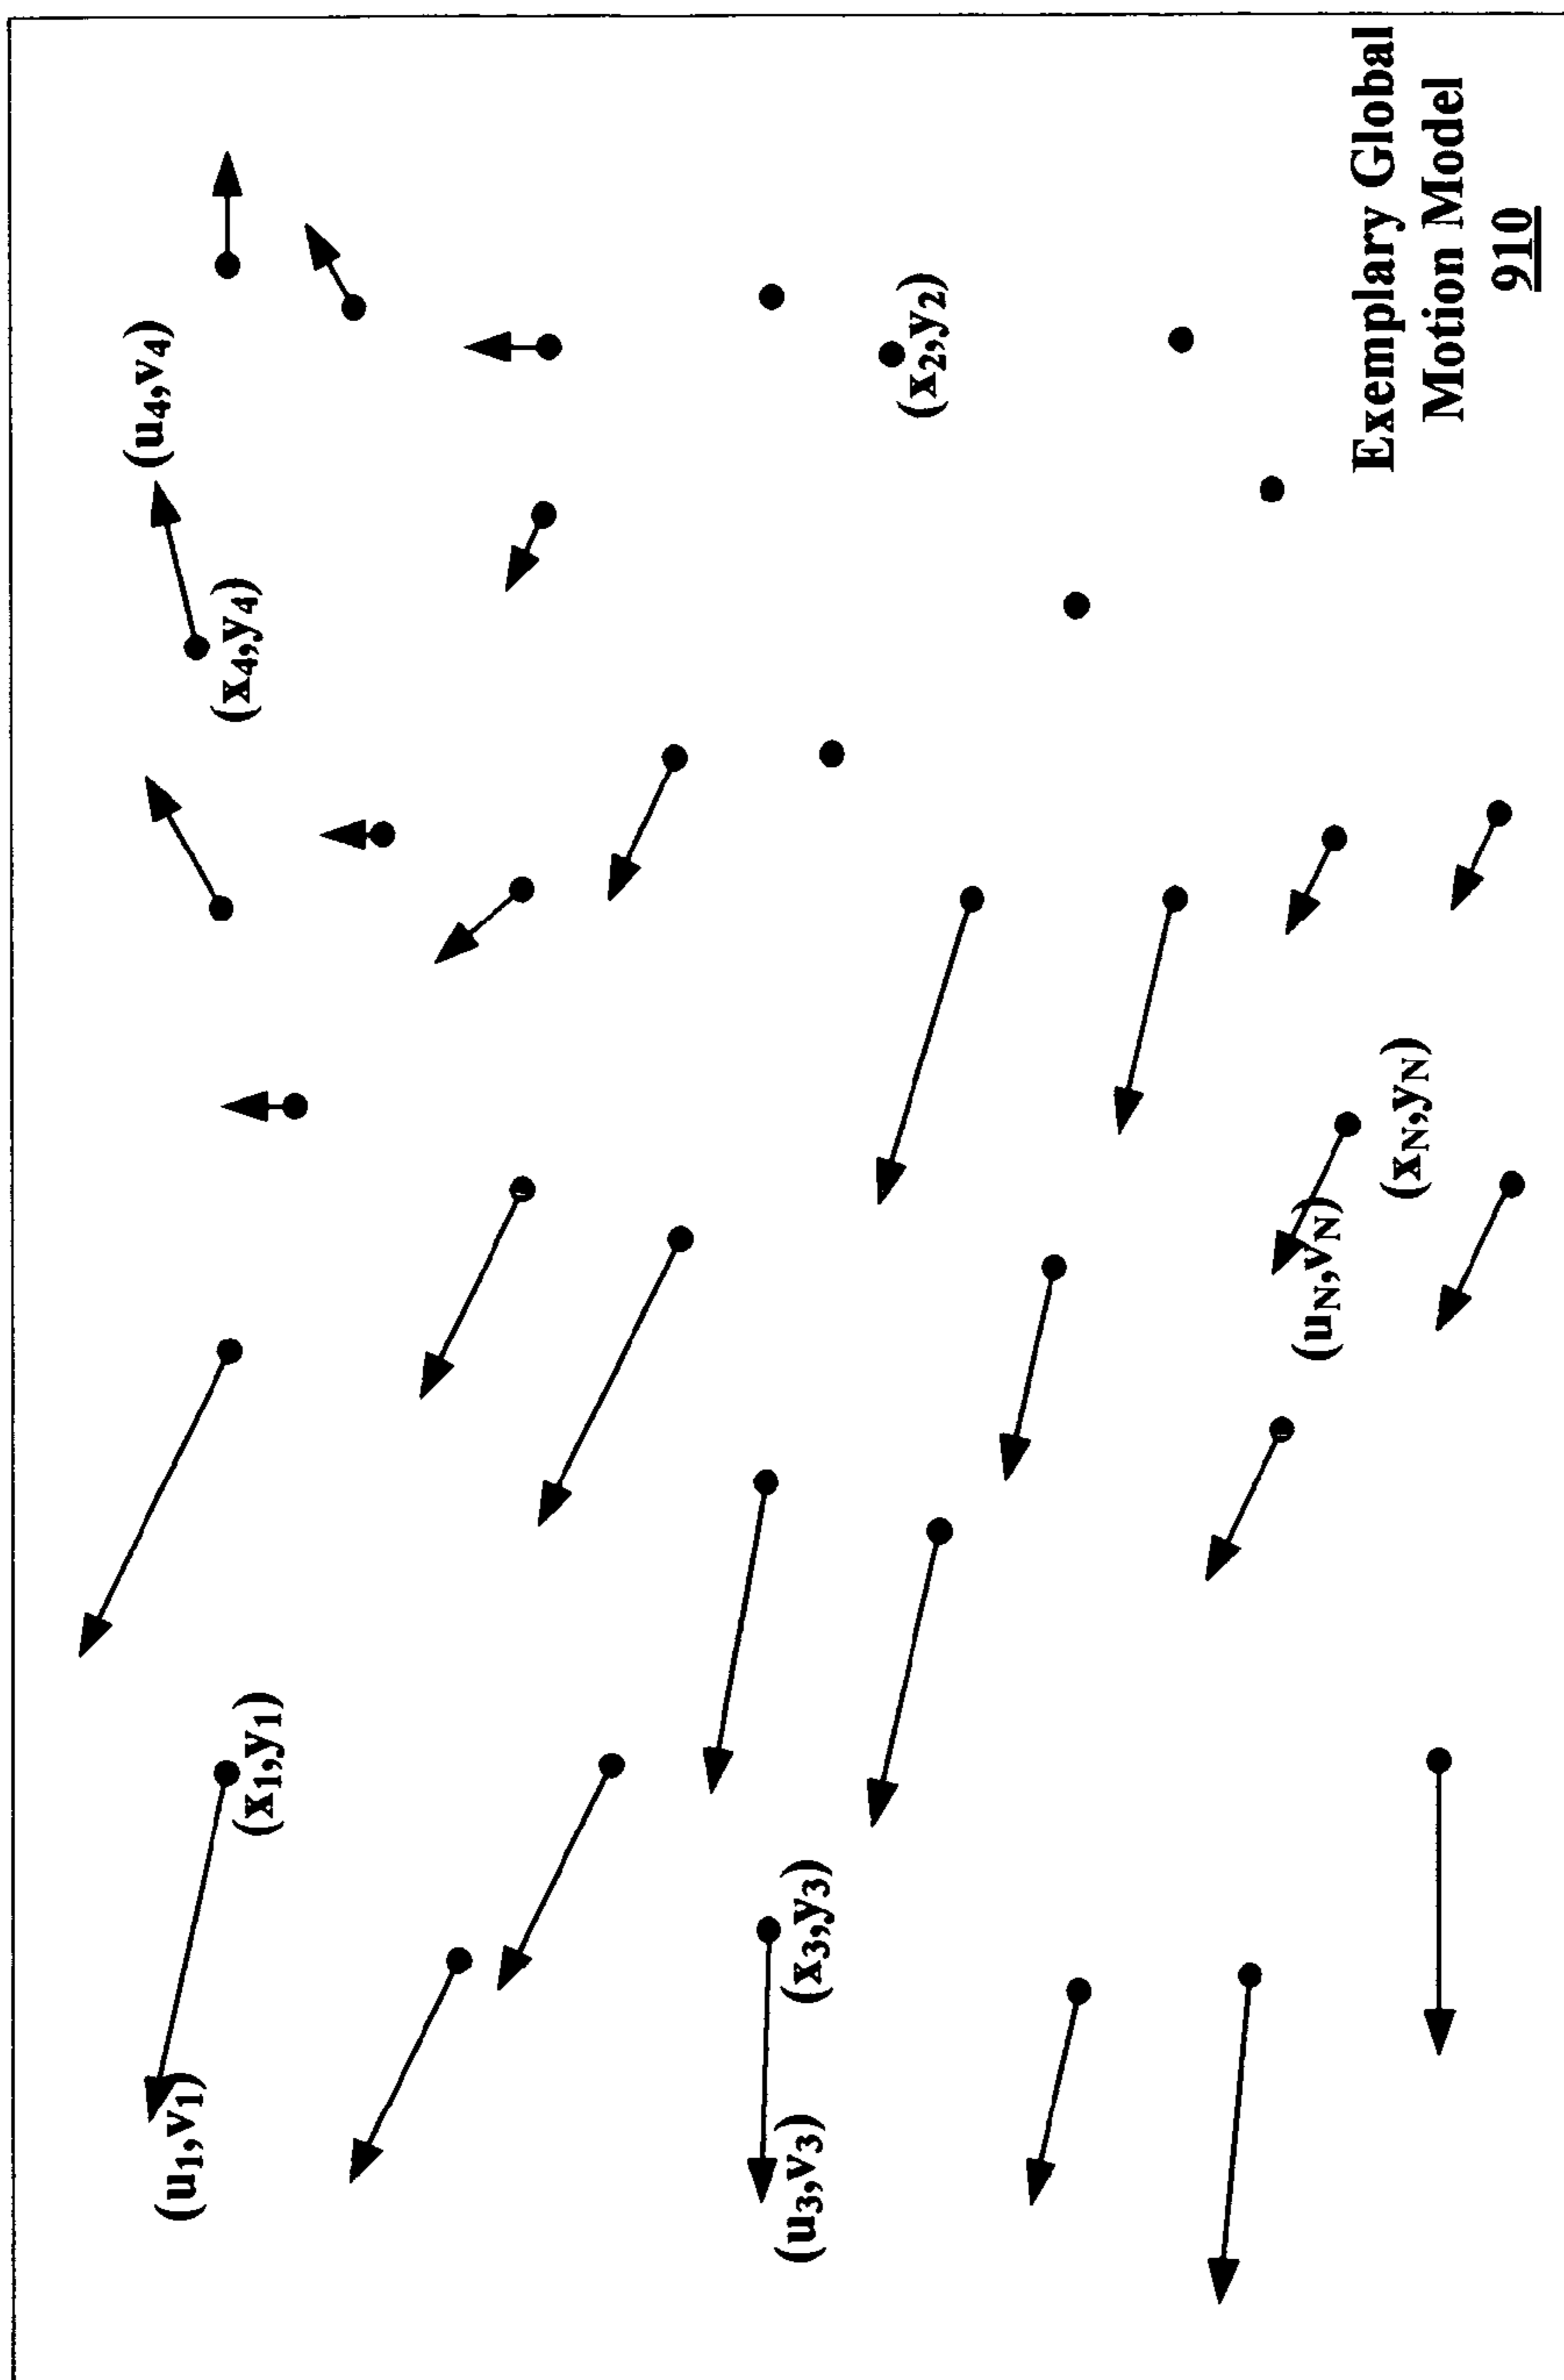 (u1,v1)
(u4,v4)
(x1,y1)
(x4,y4)
(u3,v3)
(x3,y3)
(x2,y2)
(uN,vN)
(xN,yN)
Exemplary Global
Motion Model
910